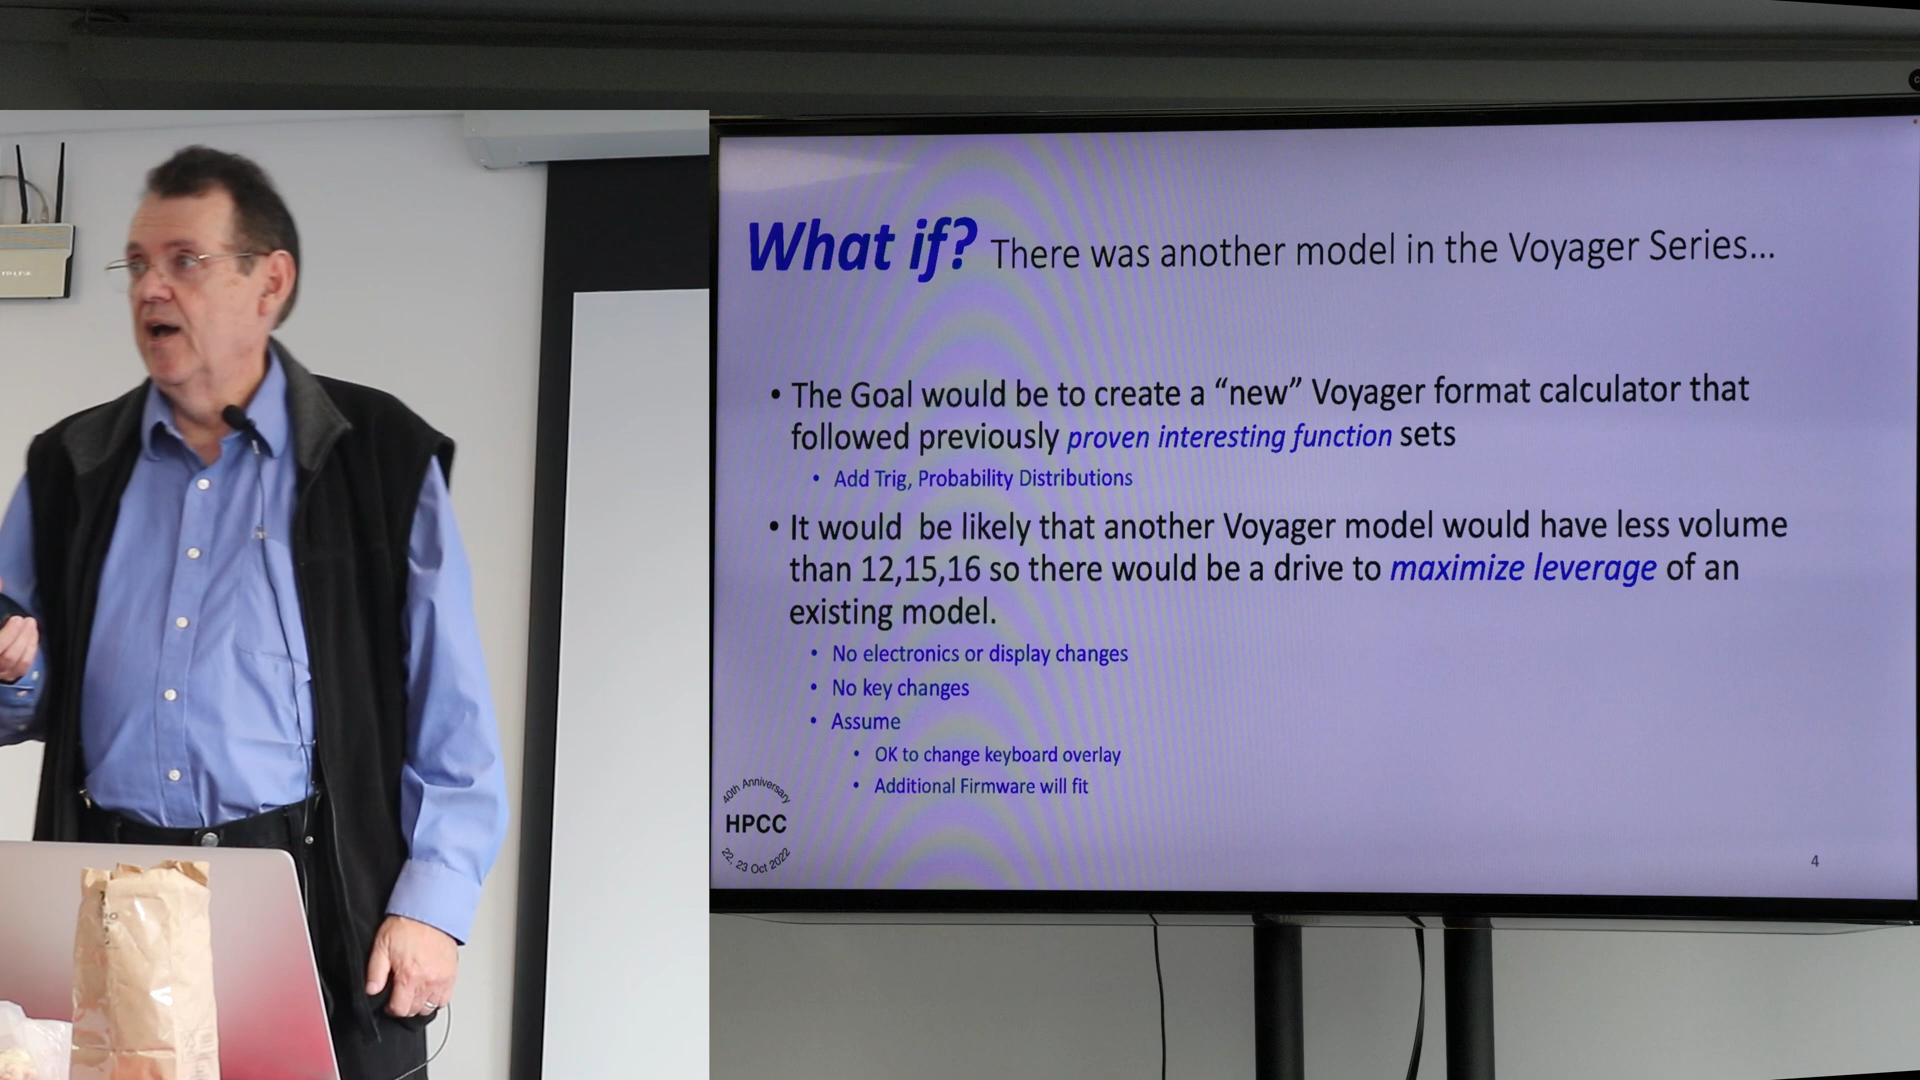 What if? There was another model in the Voyager Series...
• The Goal would be to create a “new” Voyager format calculator that
followed previously proven interesting function sets
• Add Trig, Probability Distributions
• It would be likely that another Voyager model would have less volume
than 12,15,16 so there would be a drive to maximize leverage of an
existing model.
• No electronics or display changes
• No key changes
• Assume
• OK to change keyboard overlay
• Additional Firmware will fit
40th Anniversary
HPCC
22, 23 Oct 2022
4